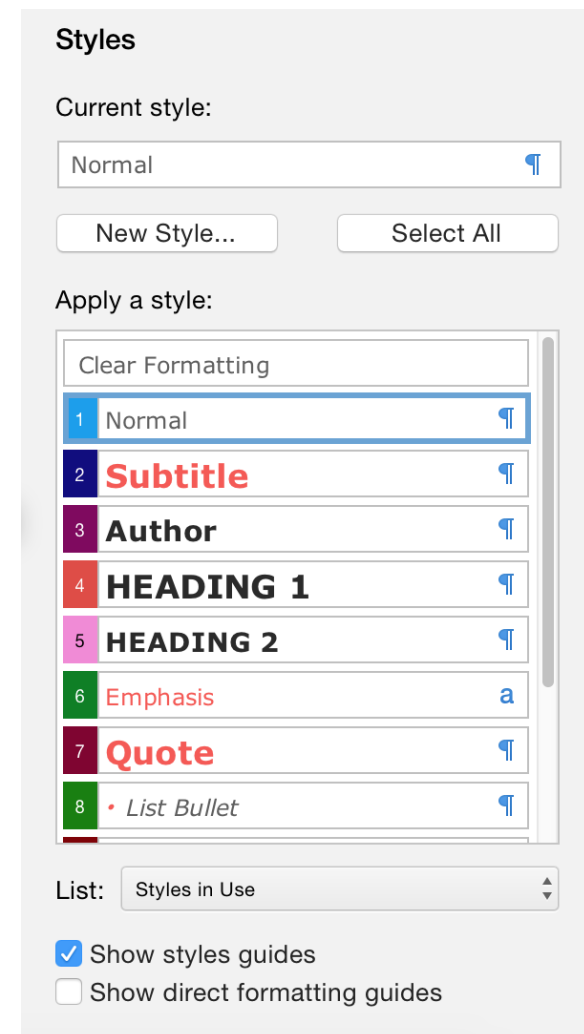 Styles
Current style:
Normal ¶
New Style... Select All
Apply a style:
Clear Formatting
1 Normal ¶
2 Subtitle ¶
3 Author ¶
4 HEADING 1 ¶
5 HEADING 2 ¶
6 Emphasis a
7 Quote ¶
8 • List Bullet ¶
List: Styles in Use
Show styles guides
Show direct formatting guides